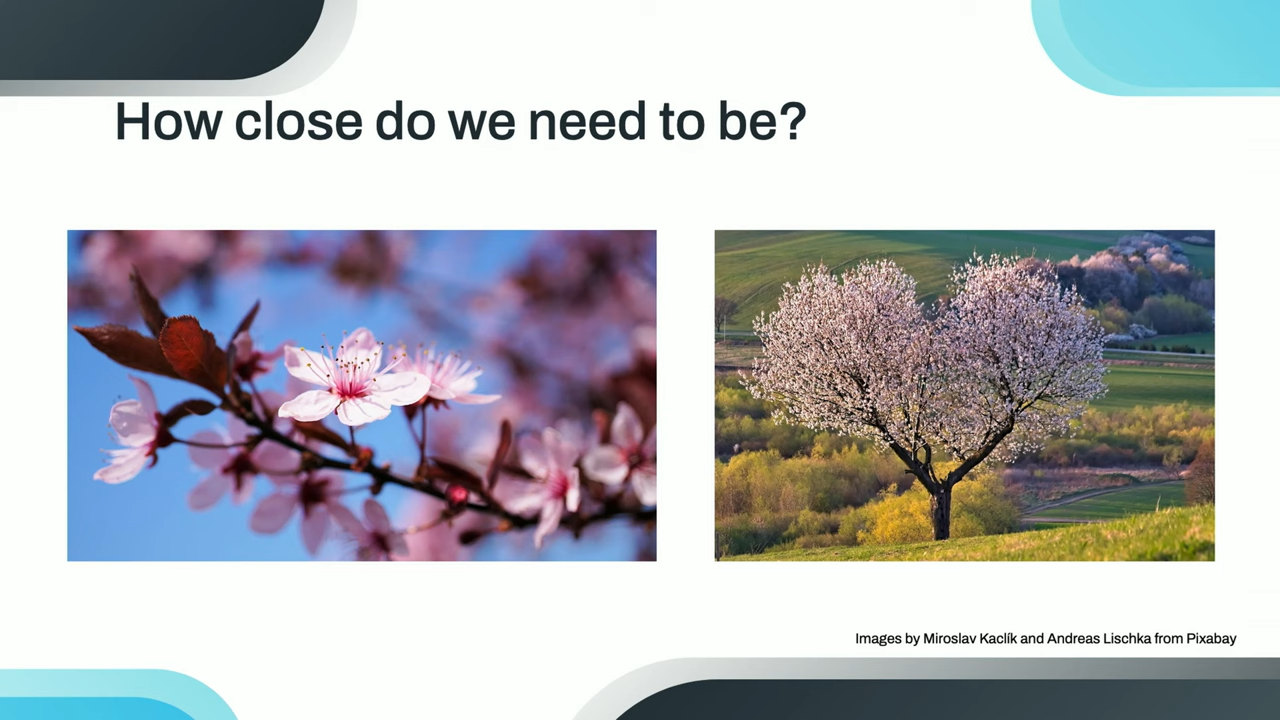 How close do we need to be?
Images by Miroslav Kaclík and Andreas Lischka from Pixabay